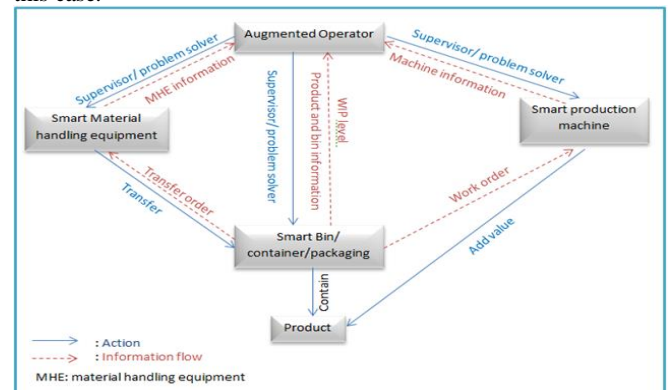 this case.
Augmented Operator
Supervisor/ problem solver
MHE information
Supervisor/ problem solver
Machine information
Smart Material
handling equipment
Smart production
machine
Supervisor/ problem solver
Product and bin information
WIP level.
Transfer order
Transfer
Work order
Add value
Smart Bin/
container/packaging
Contain
Product
: Action
: Information flow
MHE: material handling equipment